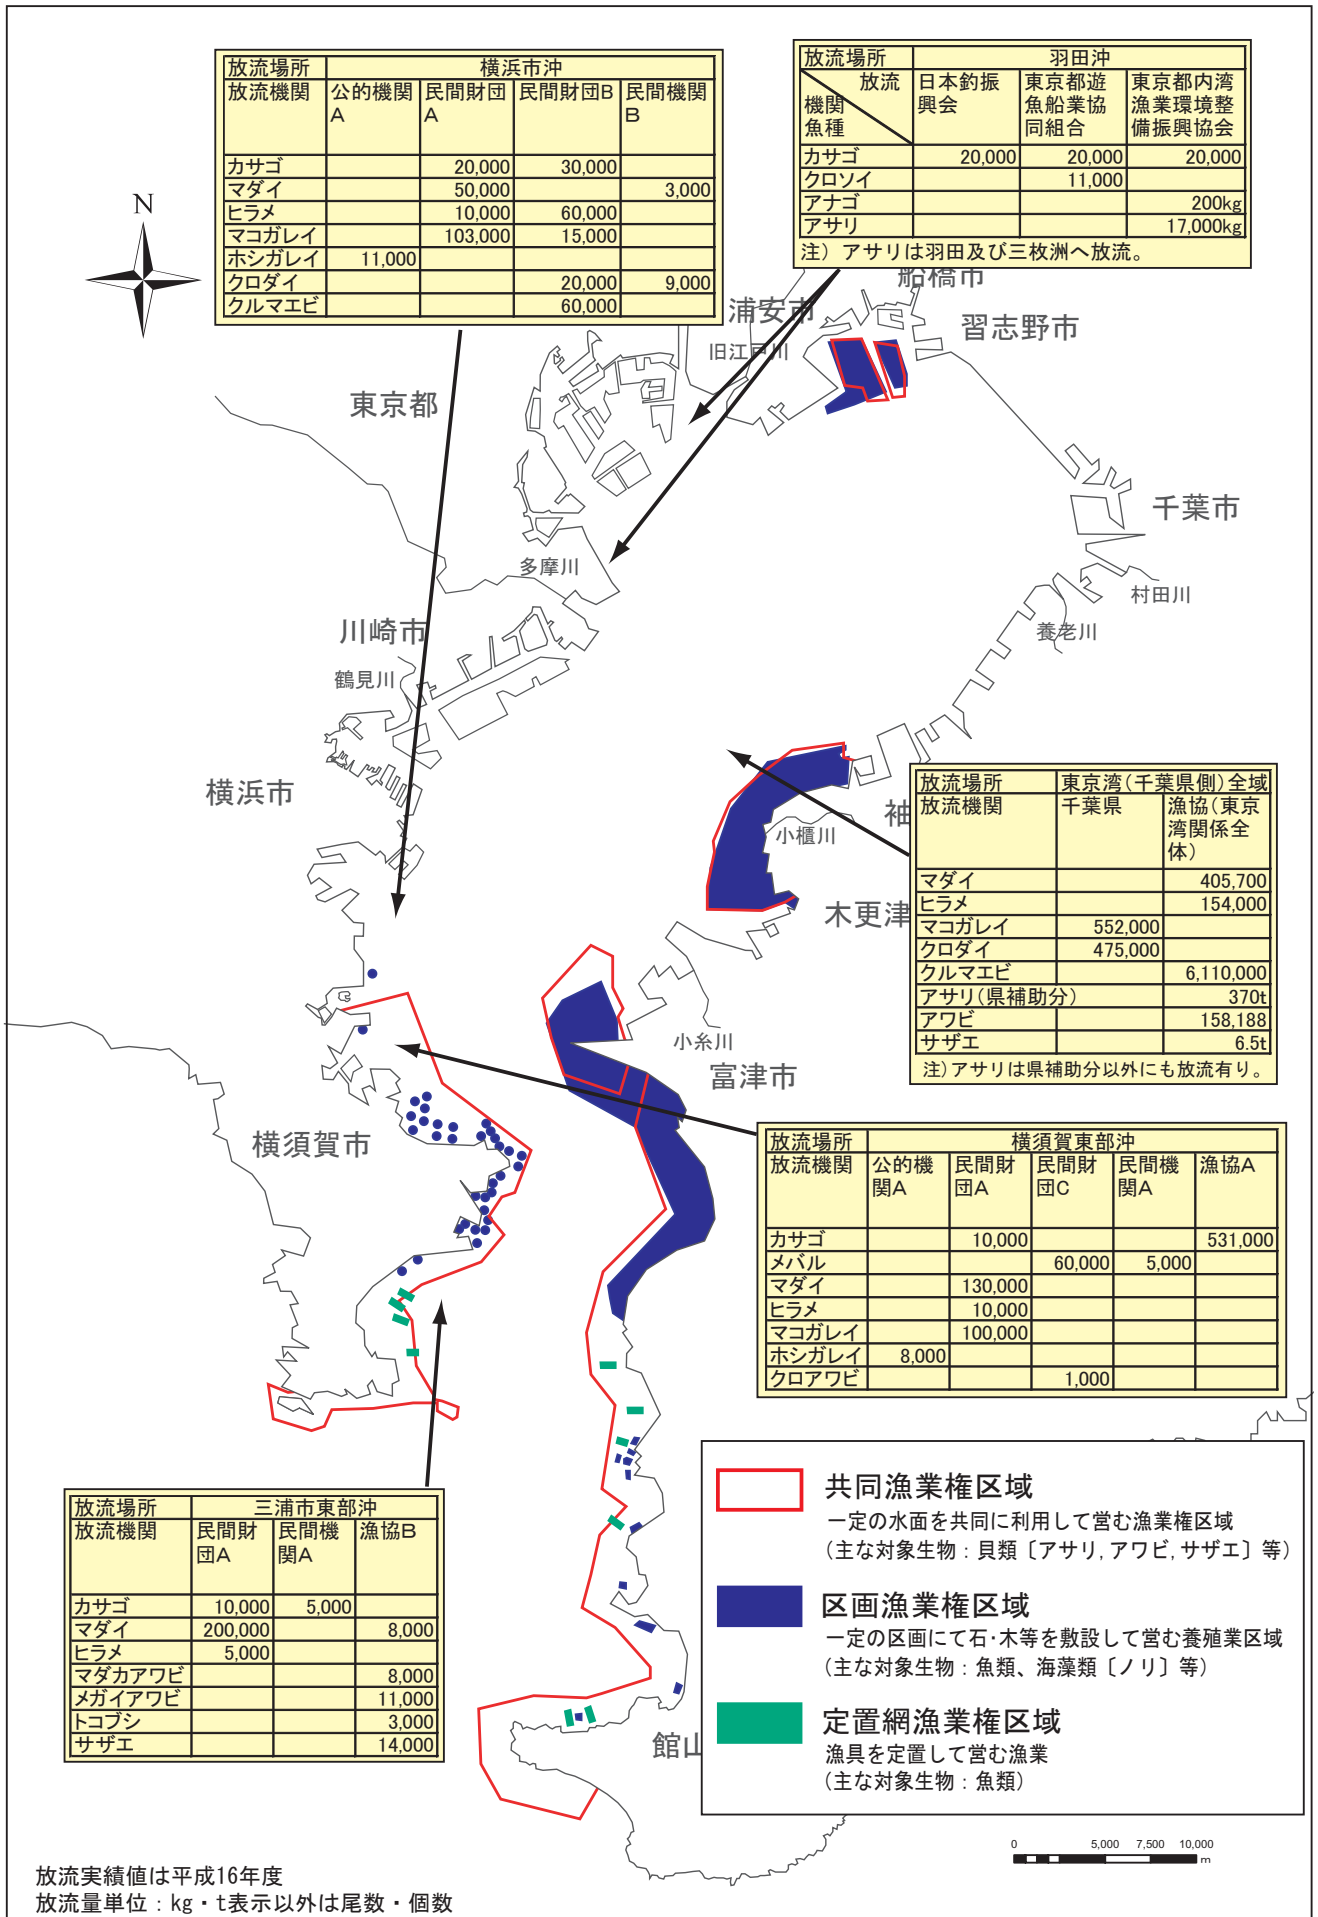 放流場所 横浜市沖
放流機関 公的機関A 民間財団A 民間財団B 民間機関B
カサゴ 20,000 30,000
マダイ 50,000 3,000
ヒラメ 10,000 60,000
マコガレイ 103,000 15,000
ホシガレイ 11,000
クロダイ 20,000 9,000
クルマエビ 60,000
放流場所 羽田沖
放流機関 魚種 日本釣振興会 東京都遊漁船業協同組合 東京都内湾漁業環境整備振興協会
カサゴ 20,000 20,000 20,000
クロソイ 11,000
アナゴ 200kg
アサリ 17,000kg
注) アサリは羽田及び三枚洲へ放流。
N
船橋市
浦安市
習志野市
旧江戸川
東京都
千葉市
多摩川
村田川
川崎市
養老川
鶴見川
横浜市
袖
小櫃川
木更津
放流場所 東京湾(千葉県側)全域
放流機関 千葉県 漁協(東京湾関係全体)
マダイ 405,700
ヒラメ 154,000
マコガレイ 552,000
クロダイ 475,000
クルマエビ 6,110,000
アサリ(県補助分) 370t
アワビ 158,188
サザエ 6.5t
注)アサリは県補助分以外にも放流有り。
小糸川
富津市
横須賀市
放流場所 横須賀東部沖
放流機関 公的機関A 民間財団A 民間財団C 民間機関A 漁協A
カサゴ 10,000 531,000
メバル 60,000 5,000
マダイ 130,000
ヒラメ 10,000
マコガレイ 100,000
ホシガレイ 8,000
クロアワビ 1,000
放流場所 三浦市東部沖
放流機関 民間財団A 民間機関A 漁協B
カサゴ 10,000 5,000
マダイ 200,000 8,000
ヒラメ 5,000
マダカアワビ 8,000
メガイアワビ 11,000
トコブシ 3,000
サザエ 14,000
共同漁業権区域
一定の水面を共同に利用して営む漁業権区域
(主な対象生物：貝類〔アサリ,アワビ,サザエ〕等)
区画漁業権区域
一定の区画にて石・木等を敷設して営む養殖業区域
(主な対象生物：魚類、海藻類〔ノリ〕等)
定置網漁業権区域
漁具を定置して営む漁業
(主な対象生物：魚類)
館山
0 5,000 7,500 10,000
m
放流実績値は平成16年度
放流量単位：kg・t表示以外は尾数・個数